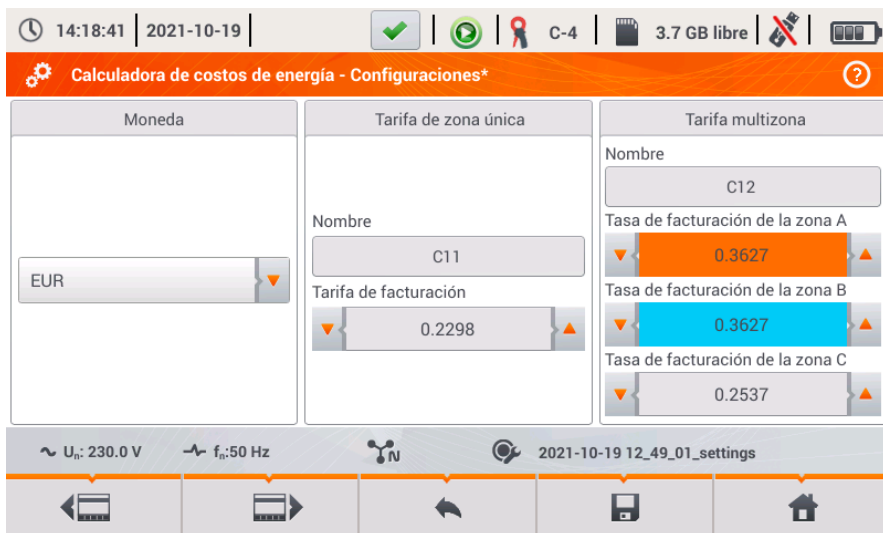 14:18:41 2021-10-19 C-4 3.7 GB libre
Calculadora de costos de energía - Configuraciones*
?
Moneda
EUR
Tarifa de zona única
Nombre
C11
Tarifa de facturación
0.2298
Tarifa multizona
Nombre
C12
Tasa de facturación de la zona A
0.3627
Tasa de facturación de la zona B
0.3627
Tasa de facturación de la zona C
0.2537
Un: 230.0 V fn:50 Hz N 2021-10-19 12_49_01_settings